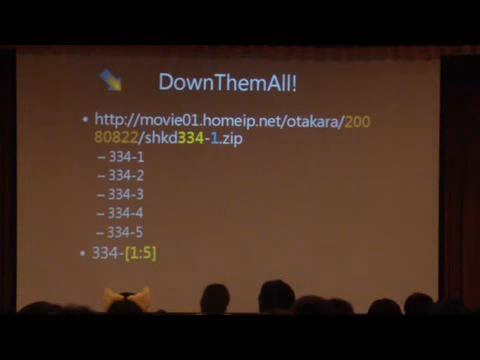 DownThemAll!
• http://movie01.homeip.net/otakara/200
80822/shkd334-1.zip
– 334-1
– 334-2
– 334-3
– 334-4
– 334-5
• 334-[1:5]